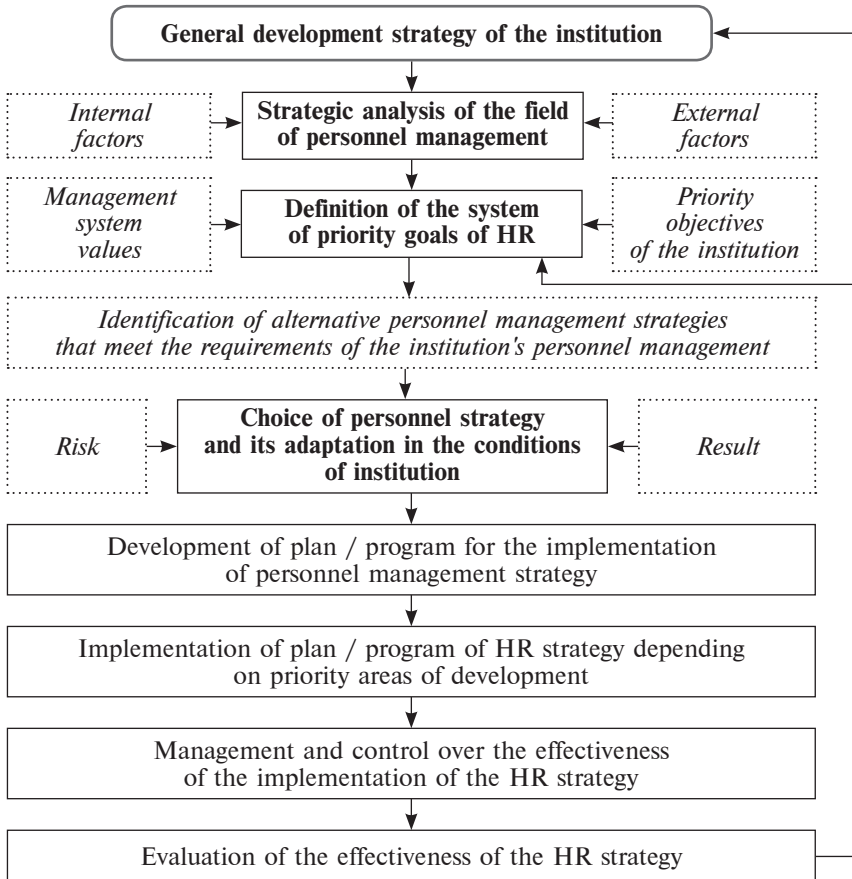 General development strategy of the institution
Internal
factors
Strategic analysis of the field
of personnel management
External
factors
Management
system
values
Definition of the system
of priority goals of HR
Priority
objectives
of the institution
Identification of alternative personnel management strategies
that meet the requirements of the institution's personnel management
Risk
Choice of personnel strategy
and its adaptation in the conditions
of institution
Result
Development of plan / program for the implementation
of personnel management strategy
Implementation of plan / program of HR strategy depending
on priority areas of development
Management and control over the effectiveness
of the implementation of the HR strategy
Evaluation of the effectiveness of the HR strategy